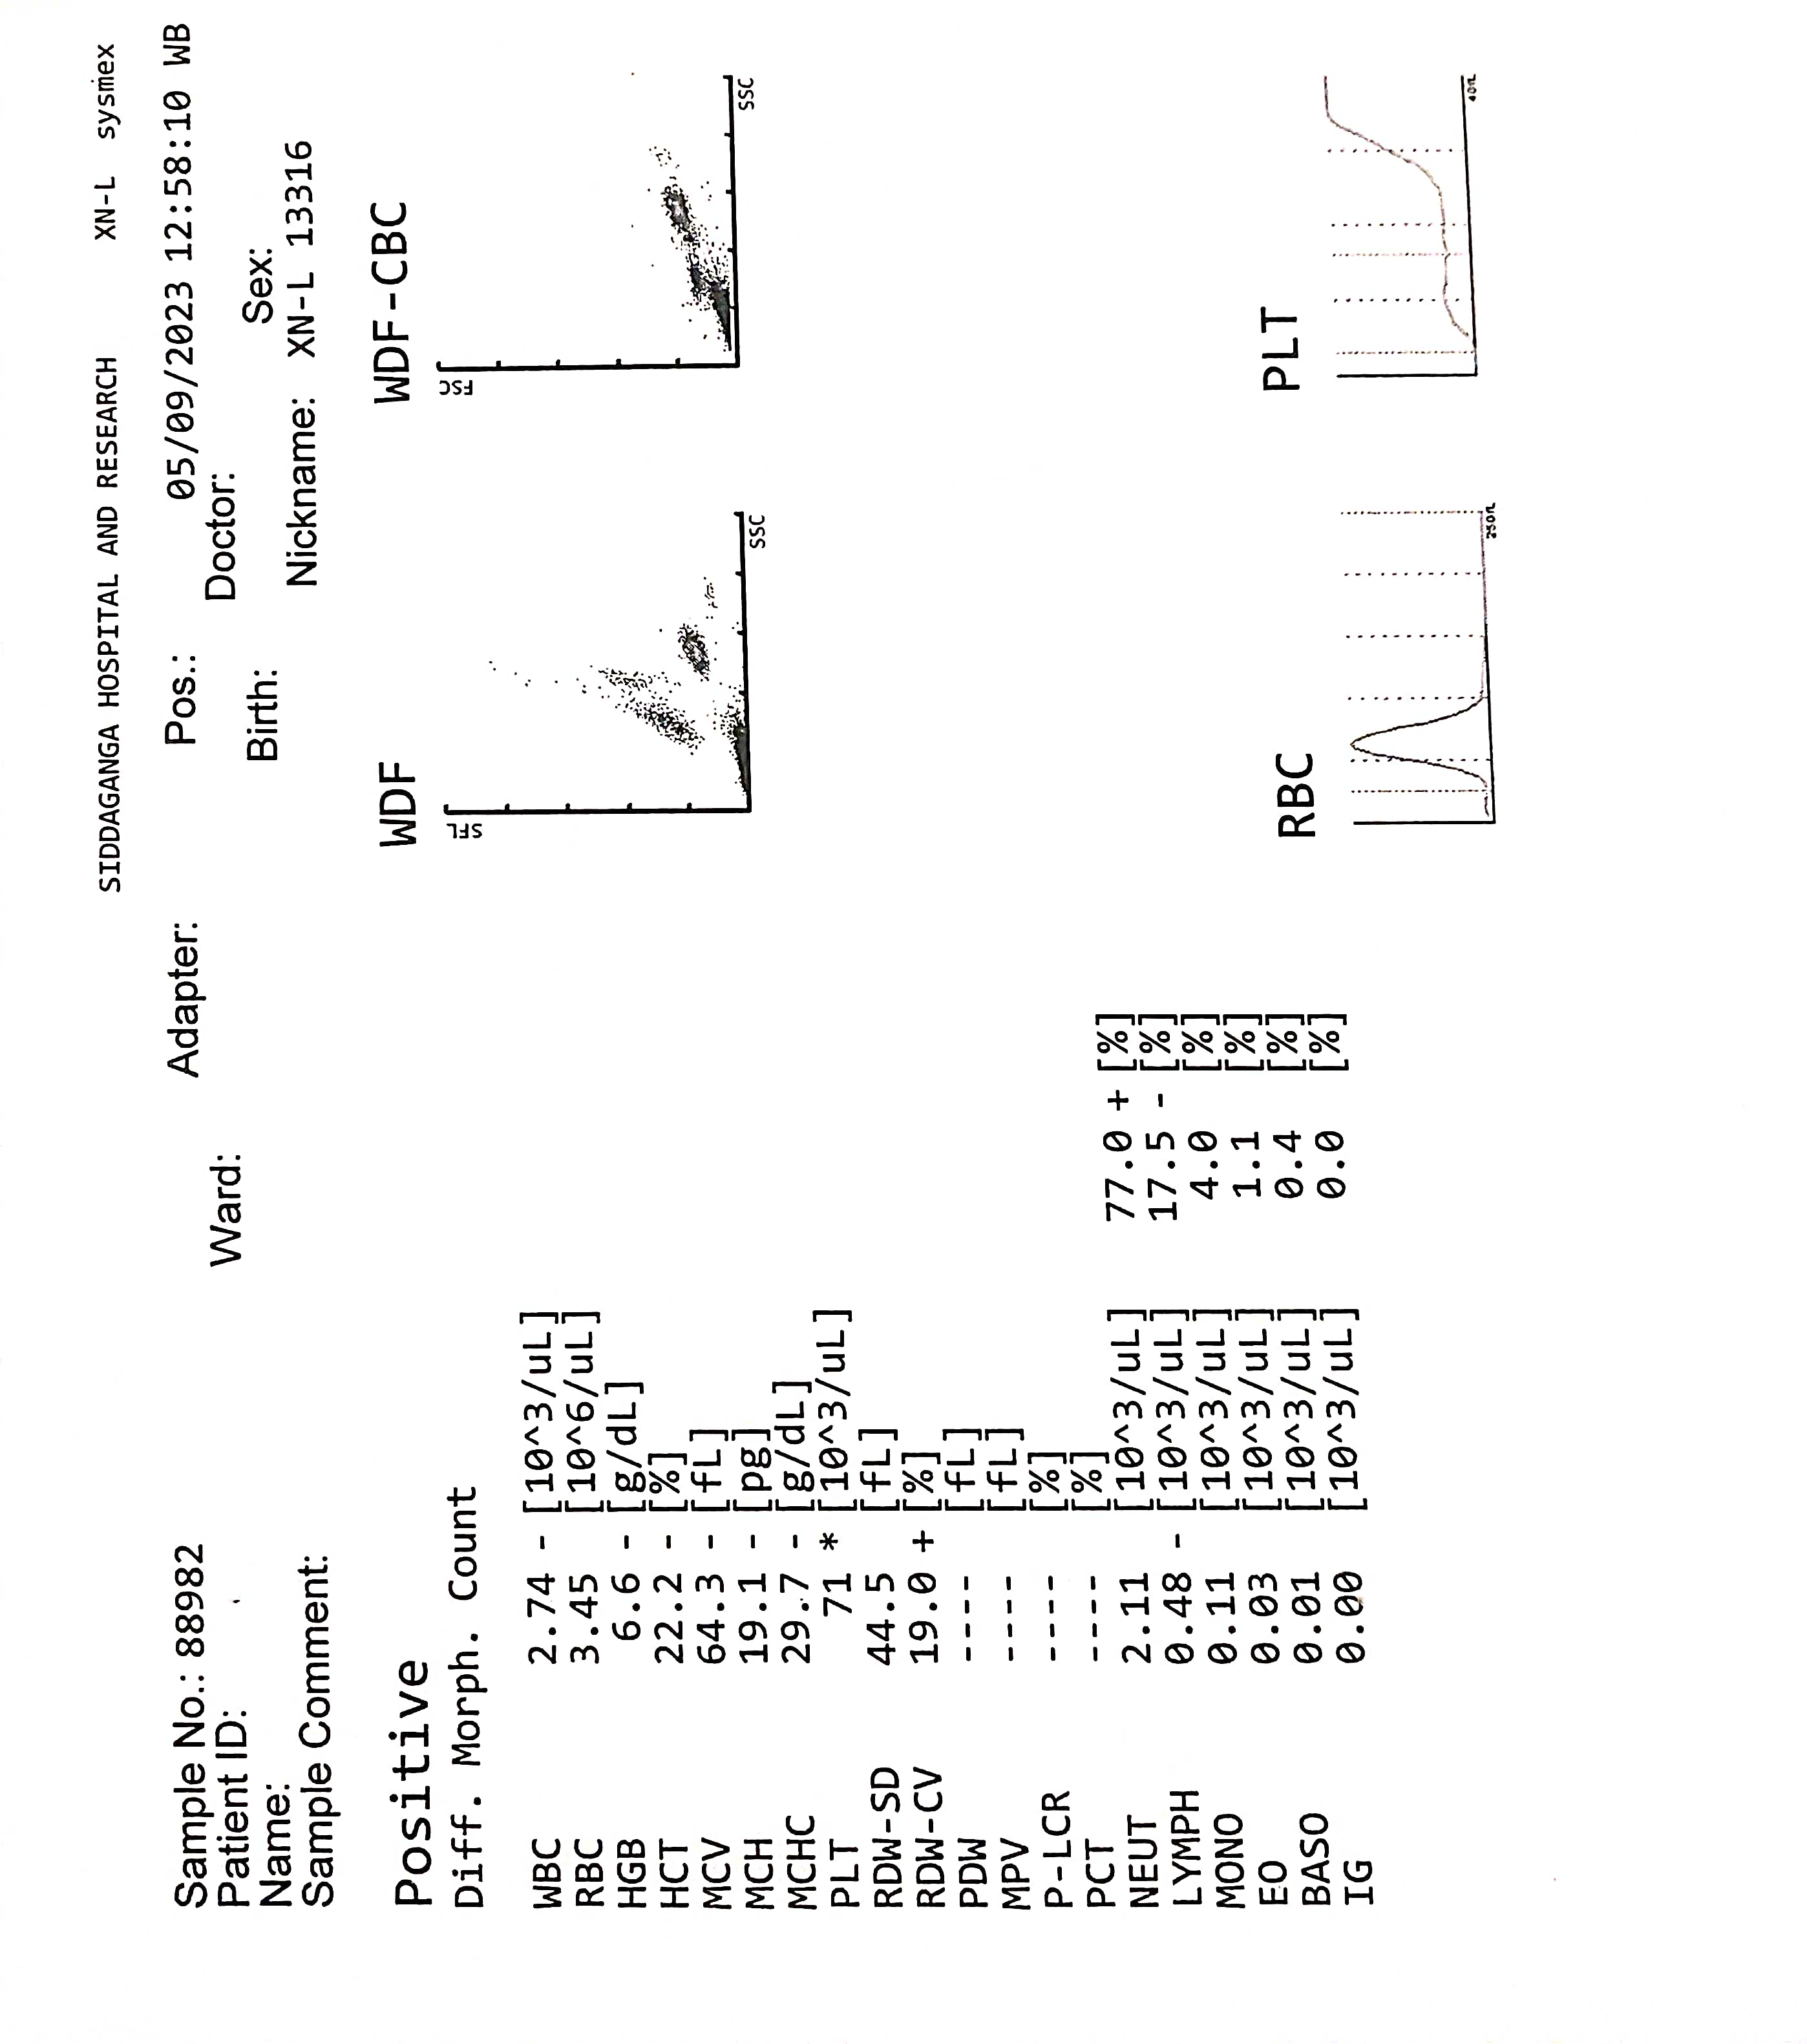 SIDDAGANGA HOSPITAL AND RESEARCH XN-L sysmex
Sample No.: 88982 Adapter: Pos.: 05/09/2023 12:58:10 WB
Patient ID: Ward: Doctor:
Name: Birth: Sex:
Sample Comment: Nickname: XN-L 13316
Positive
Diff. Morph. Count
WBC 2.74 - [10^3/uL]
RBC 3.45 [10^6/uL]
HGB 6.6 - [g/dL]
HCT 22.2 - [%]
MCV 64.3 - [fL]
MCH 19.1 - [pg]
MCHC 29.7 - [g/dL]
PLT 71 * [10^3/uL]
RDW-SD 44.5 [fL]
RDW-CV 19.0 + [%]
PDW ---- [fL]
MPV ---- [fL]
P-LCR ---- [%]
PCT ---- [%]
NEUT 2.11 [10^3/uL] 77.0 + [%]
LYMPH 0.48 - [10^3/uL] 17.5 - [%]
MONO 0.11 [10^3/uL] 4.0 [%]
EO 0.03 [10^3/uL] 1.1 [%]
BASO 0.01 [10^3/uL] 0.4 [%]
IG 0.00 [10^3/uL] 0.0 [%]
WDF
SFL
SSC
WDF-CBC
FSC
SSC
RBC
250fL
PLT
40fL